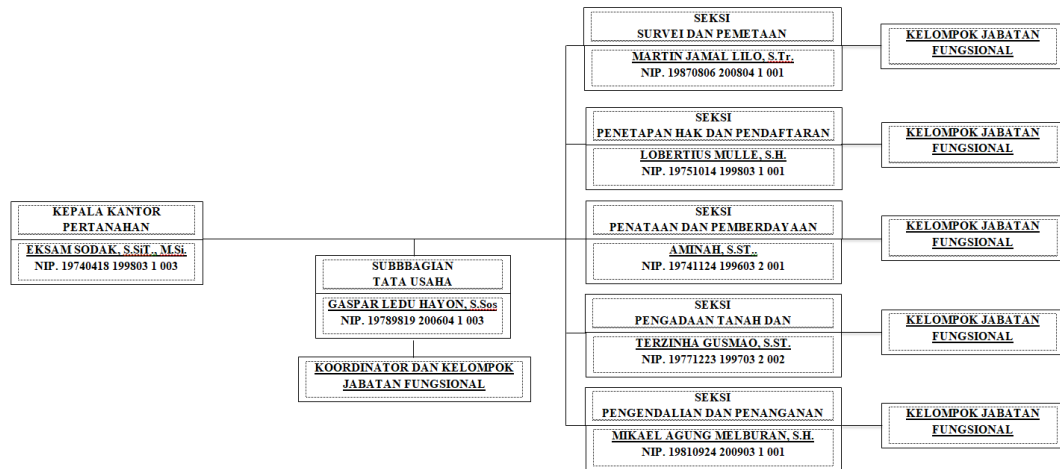 KEPALA KANTOR
PERTANAHAN
EKSAM SODAK, S.SiT., M.Si.
NIP. 19740418 199803 1 003
SUBBBAGIAN
TATA USAHA
GASPAR LEDU HAYON, S.Sos
NIP. 19789819 200604 1 003
KOORDINATOR DAN KELOMPOK
JABATAN FUNGSIONAL
SEKSI
SURVEI DAN PEMETAAN
MARTIN JAMAL LILO, S.Tr.
NIP. 19870806 200804 1 001
KELOMPOK JABATAN
FUNGSIONAL
SEKSI
PENETAPAN HAK DAN PENDAFTARAN
LOBERTIUS MULLE, S.H.
NIP. 19751014 199803 1 001
KELOMPOK JABATAN
FUNGSIONAL
SEKSI
PENATAAN DAN PEMBERDAYAAN
AMINAH, S.ST..
NIP. 19741124 199603 2 001
KELOMPOK JABATAN
FUNGSIONAL
SEKSI
PENGADAAN TANAH DAN
TERZINHA GUSMAO, S.ST.
NIP. 19771223 199703 2 002
KELOMPOK JABATAN
FUNGSIONAL
SEKSI
PENGENDALIAN DAN PENANGANAN
MIKAEL AGUNG MELBURAN, S.H.
NIP. 19810924 200903 1 001
KELOMPOK JABATAN
FUNGSIONAL